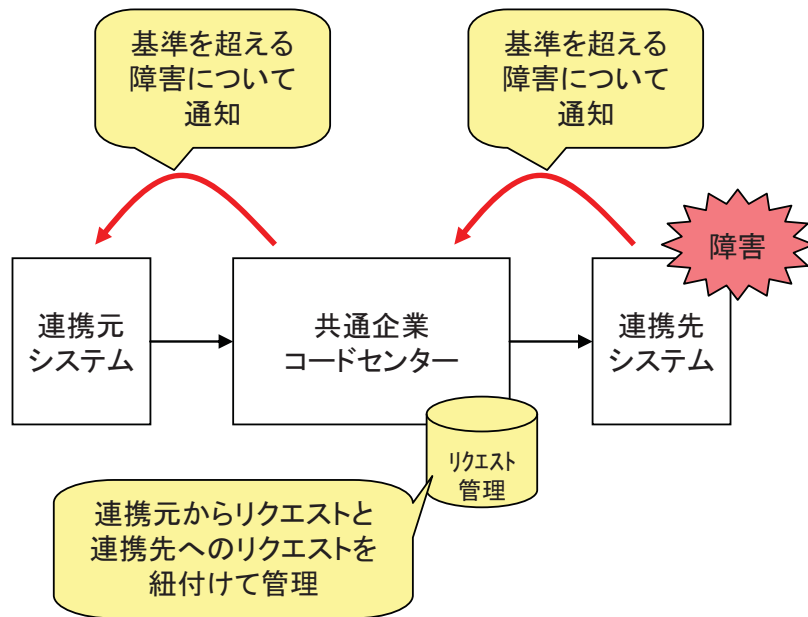 基準を超える
障害について
通知
基準を超える
障害について
通知
障害
連携元
システム
共通企業
コードセンター
連携先
システム
リクエスト
管理
連携元からリクエストと
連携先へのリクエストを
紐付けて管理